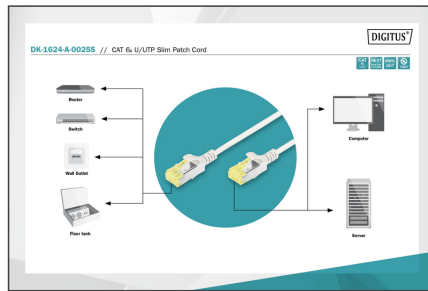 DIGITUS®
DK-1624-A-0025S // CAT 6A U/UTP Slim Patch Cord
Router
Switch
Wall Outlet
Floor tank
Computer
Server